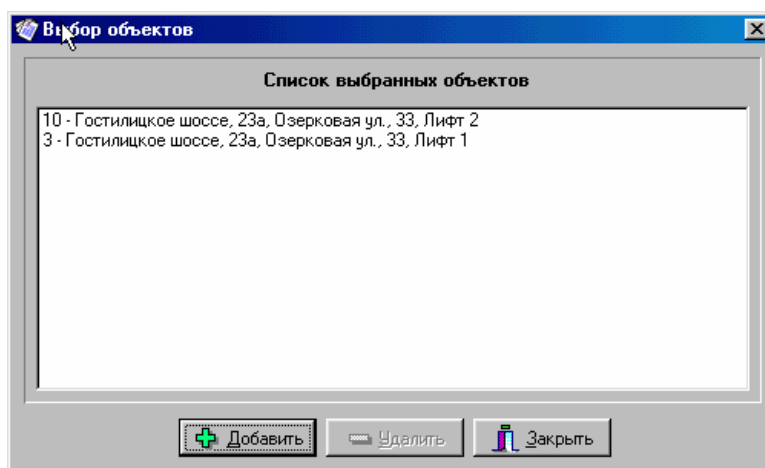 Выбор объектов
Список выбранных объектов
10 - Гостилицкое шоссе, 23а, Озерковая ул., 33, Лифт 2
3 - Гостилицкое шоссе, 23а, Озерковая ул., 33, Лифт 1
Добавить Удалить Закрыть